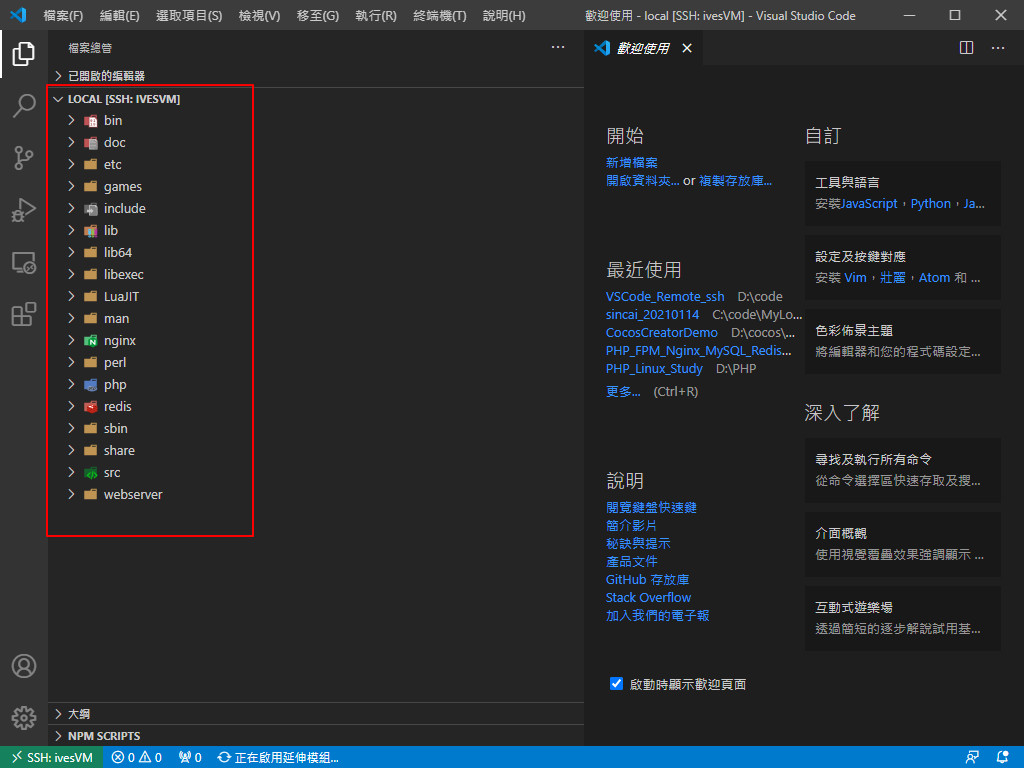 檔案(F) 編輯(E) 選取項目(S) 檢視(V) 移至(G) 執行(R) 終端機(T) 說明(H) 歡迎使用 - local [SSH: ivesVM] - Visual Studio Code
檔案總管
已開啟的編輯器
LOCAL [SSH: IVESVM]
bin
doc
etc
games
include
lib
lib64
libexec
LuaJIT
man
nginx
perl
php
redis
sbin
share
src
webserver
大綱
NPM SCRIPTS
歡迎使用
開始
新增檔案
開啟資料夾... or 複製存放庫...
最近使用
VSCode_Remote_ssh D:\code
sincai_20210114 C:\code\MyLo...
CocosCreatorDemo D:\cocos\...
PHP_FPM_Nginx_MySQL_Redis...
PHP_Linux_Study D:\PHP
更多... (Ctrl+R)
說明
閱覽鍵盤快速鍵
簡介影片
秘訣與提示
產品文件
GitHub 存放庫
Stack Overflow
加入我們的電子報
啟動時顯示歡迎頁面
自訂
工具與語言
安裝JavaScript，Python，Ja...
設定及按鍵對應
安裝 Vim，壯麗，Atom 和 ...
色彩佈景主題
將編輯器和您的程式碼設定...
深入了解
尋找及執行所有命令
從命令選擇區快速存取及搜...
介面概觀
使用視覺覆疊效果強調顯示 ...
互動式遊樂場
透過簡短的逐步解說試用基...
SSH: ivesVM 0 0 0 正在啟用延伸模組...